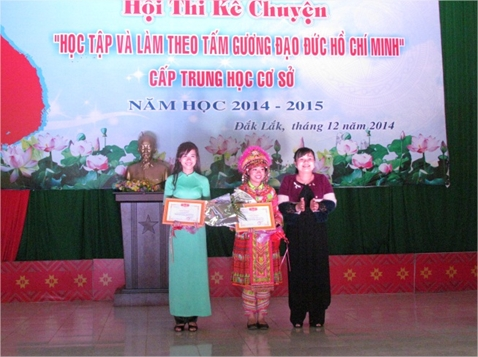 Hội Thi Kể Chuyện
"HỌC TẬP VÀ LÀM THEO TẤM GƯƠNG ĐẠO ĐỨC HỒ CHÍ MINH"
CẤP TRUNG HỌC CƠ SỞ
NĂM HỌC 2014 - 2015
Đắk Lắk, tháng 12 năm 2014